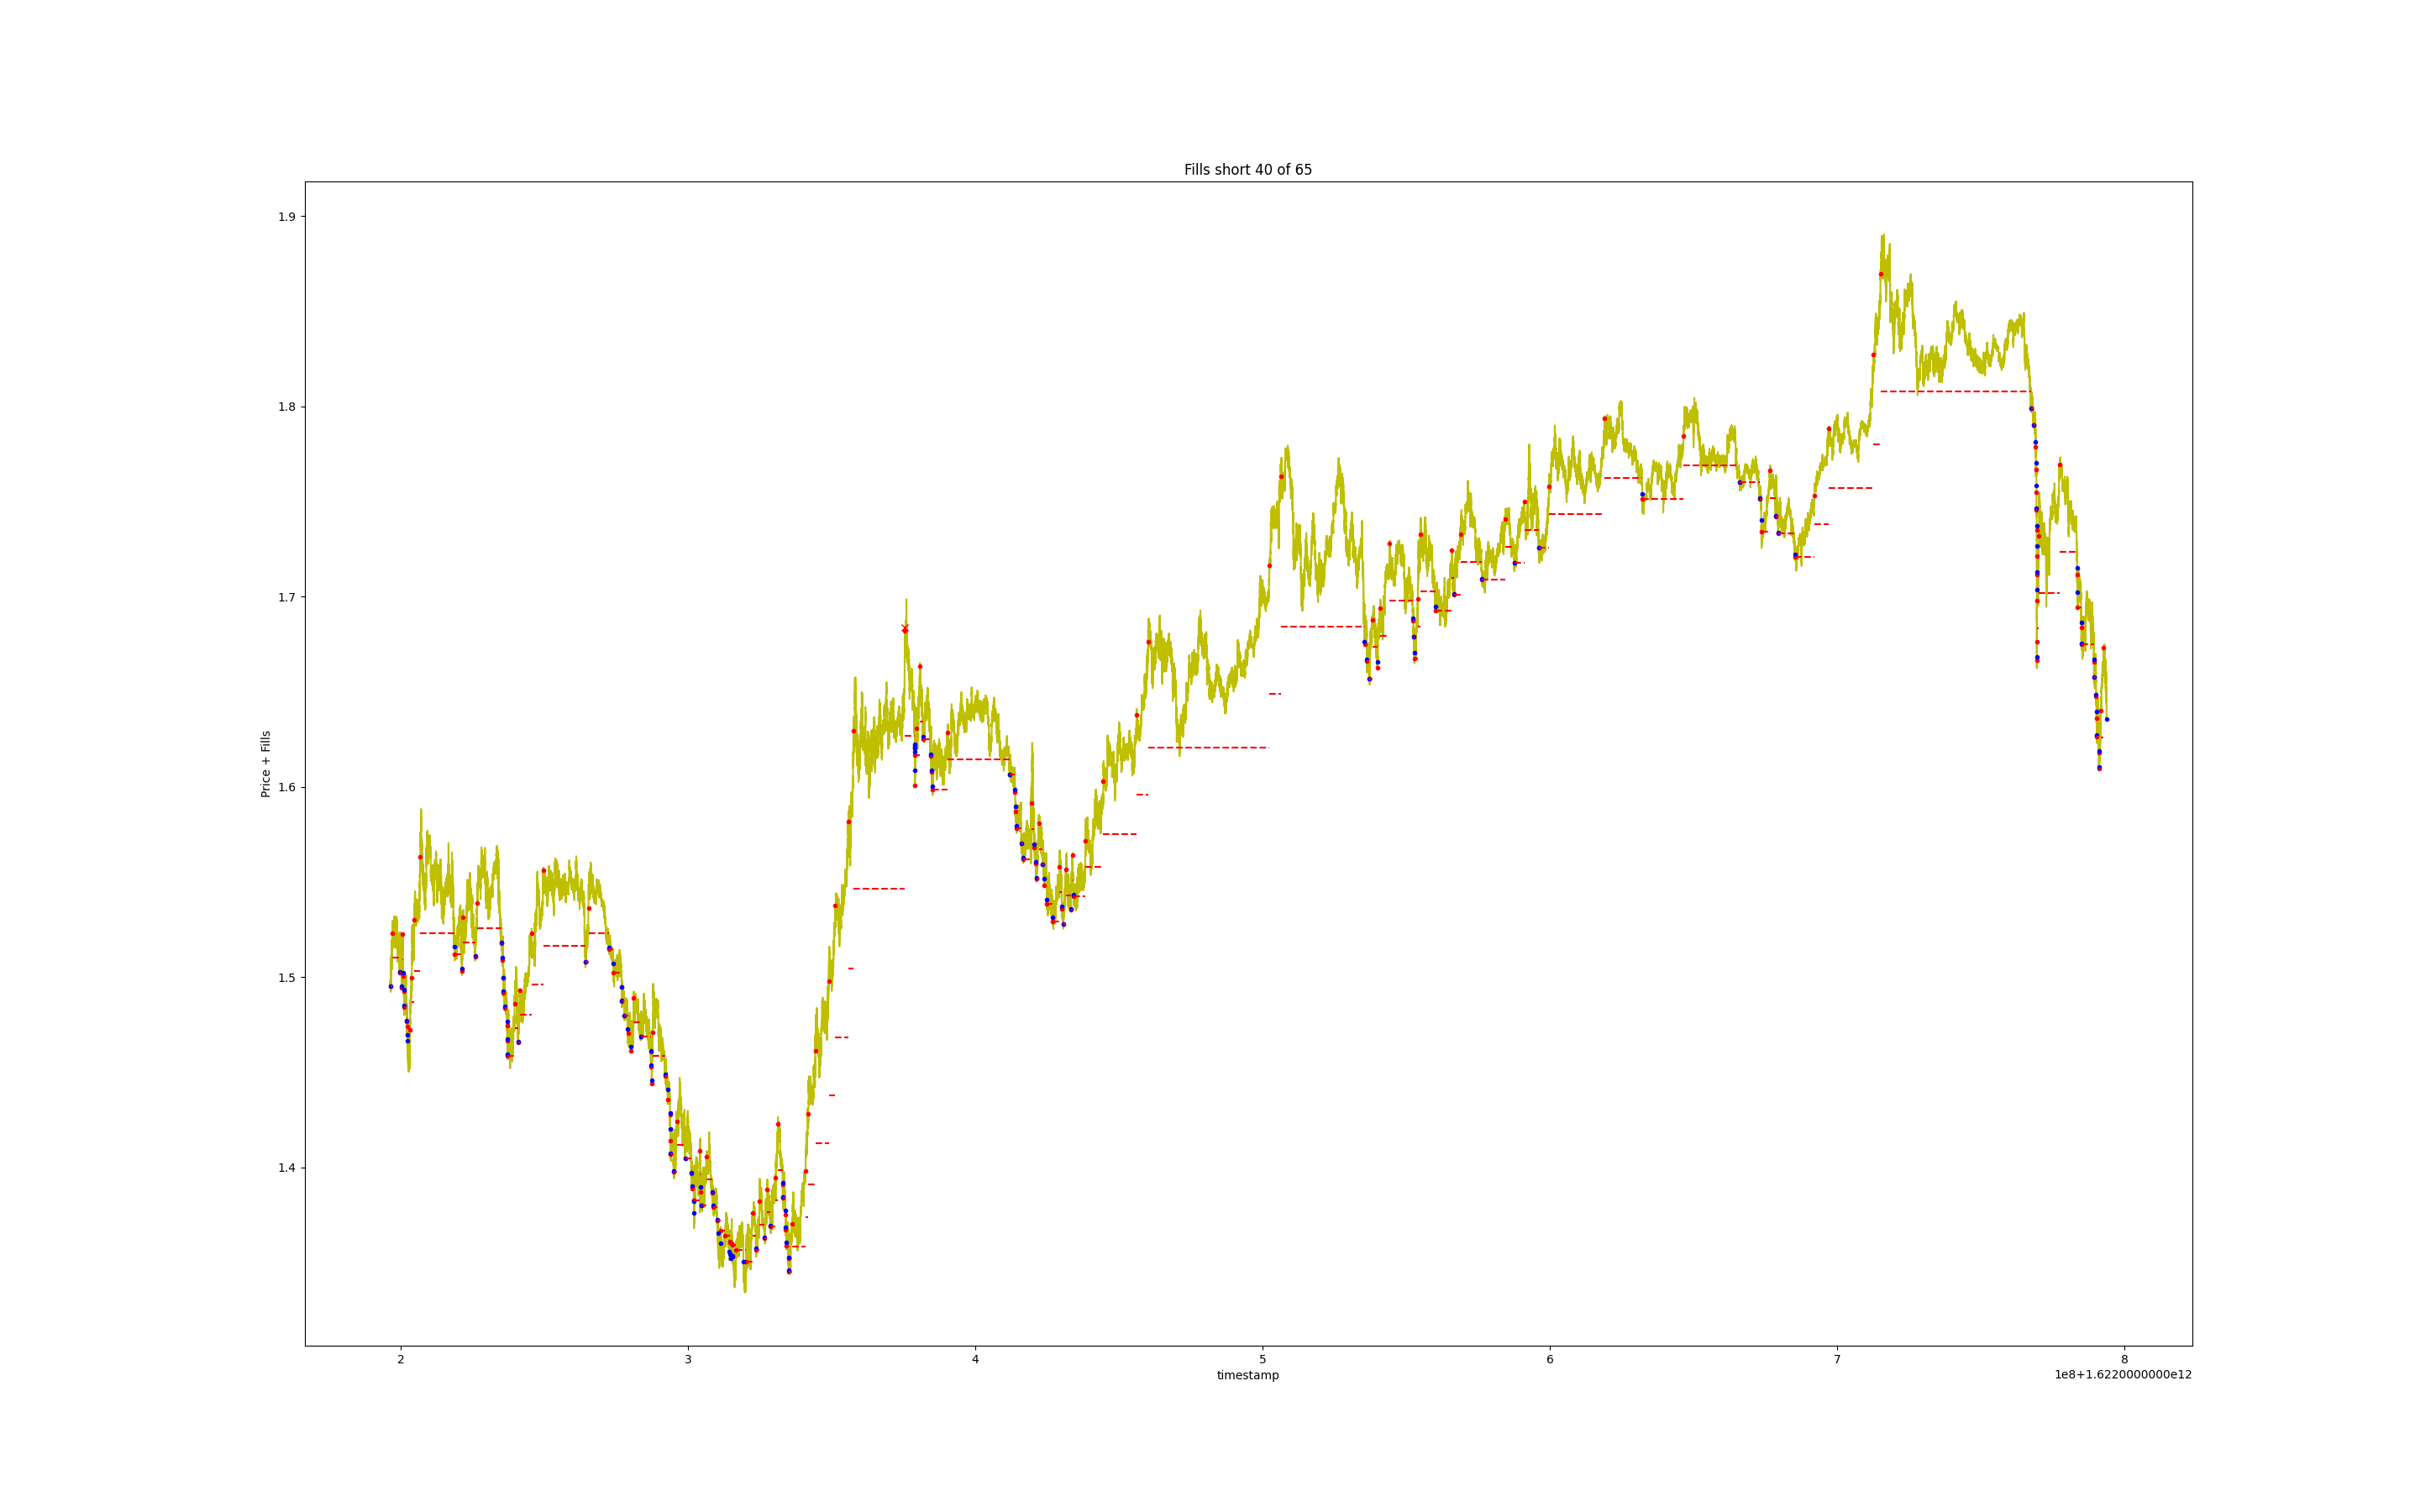 Fills short 40 of 65
Price + Fills
1.9
1.8
1.7
1.6
1.5
1.4
2 3 4 5 6 7 8
timestamp
1e8+1.6220000000e12